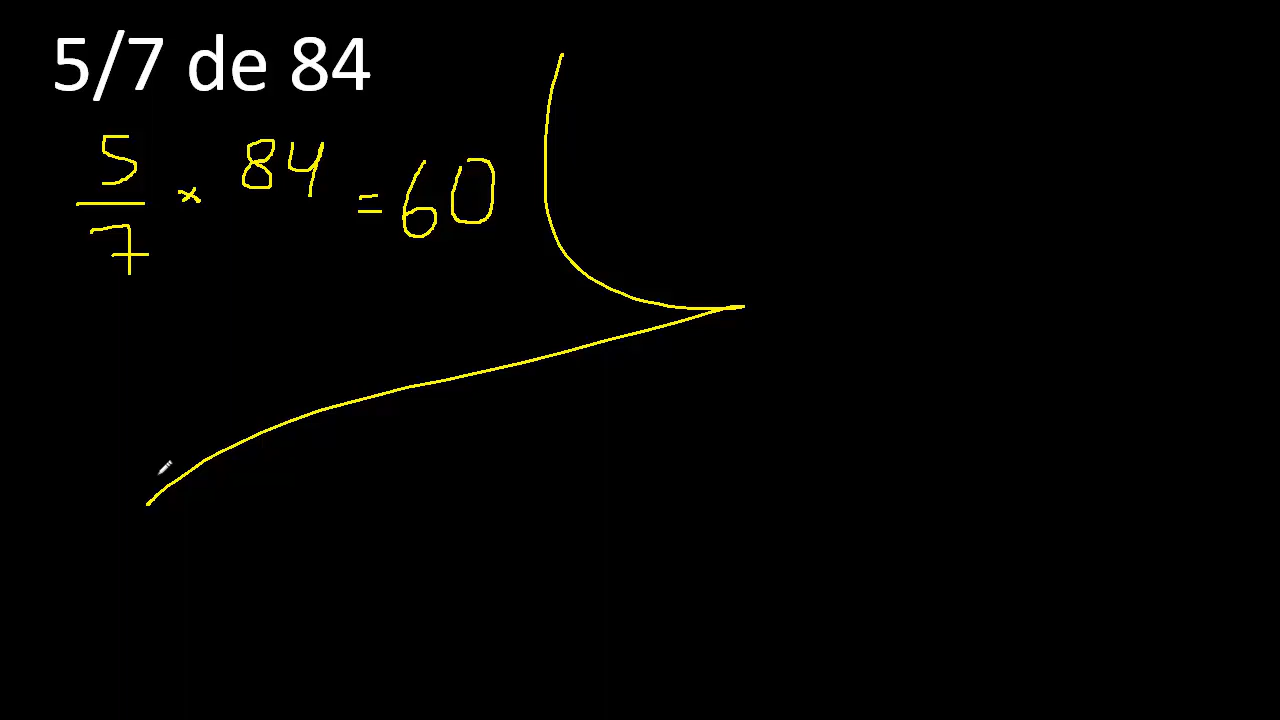 5/7 de 84
5/7 × 84 = 60